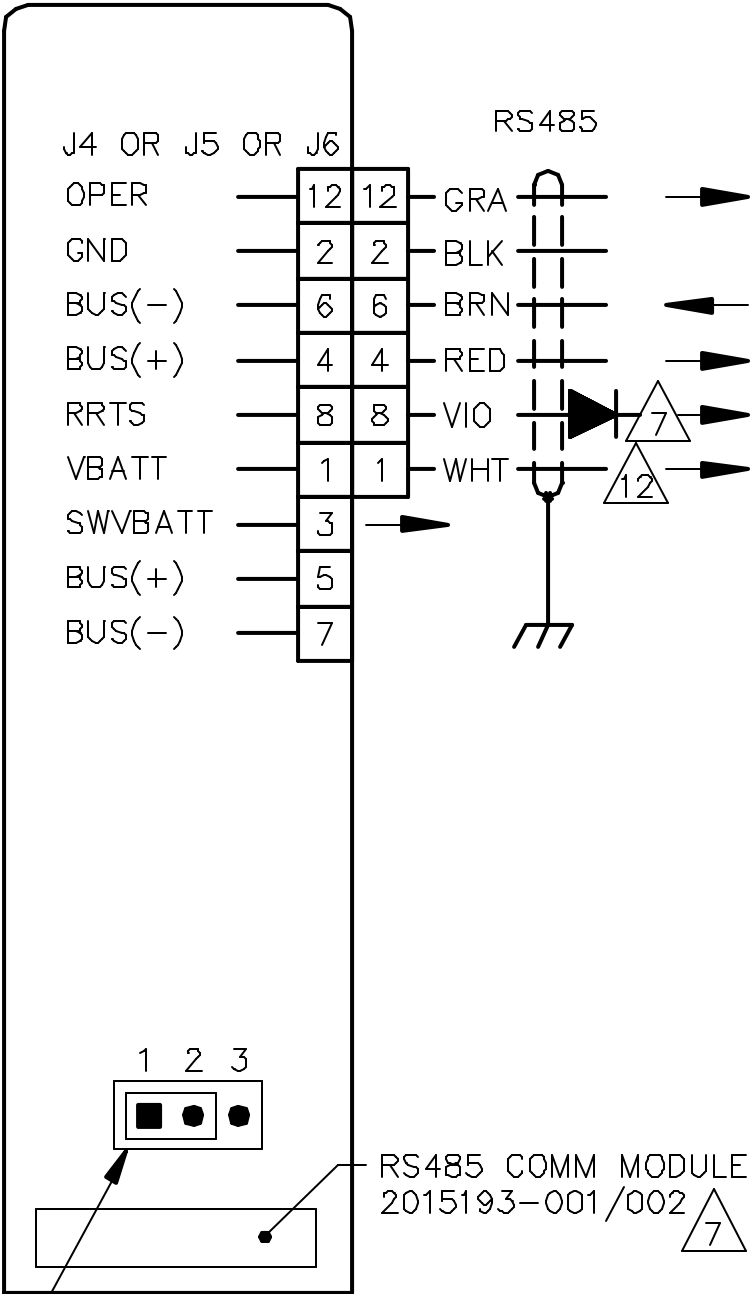 RS485
J4 OR J5 OR J6
OPER 12 12 GRA
GND 2 2 BLK
BUS(-) 6 6 BRN
BUS(+) 4 4 RED
RRTS 8 8 VIO 7
VBATT 1 1 WHT 12
SWVBATT 3
BUS(+) 5
BUS(-) 7
1 2 3
RS485 COMM MODULE
2015193-001/002 7